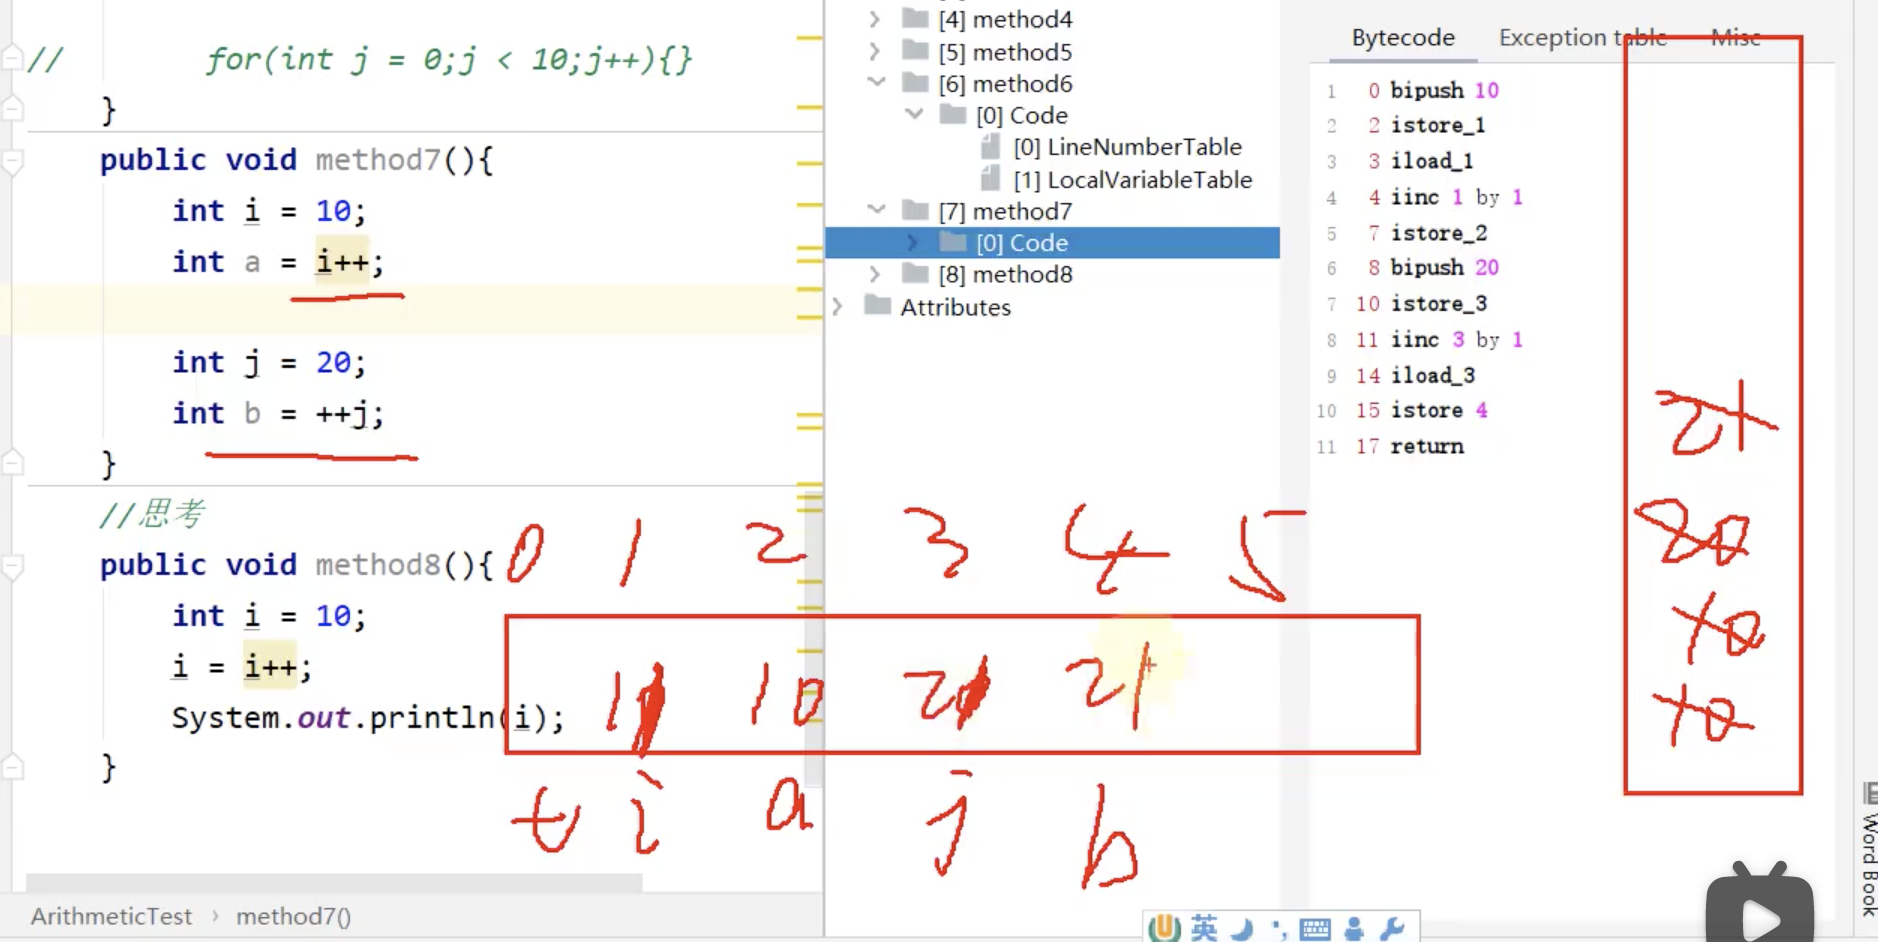 //        for(int j = 0;j < 10;j++){}
}
public void method7(){
int i = 10;
int a = i++;
int j = 20;
int b = ++j;
}
//思考
public void method8(){
int i = 10;
i = i++;
System.out.println(i);
}
ArithmeticTest › method7()
[4] method4
[5] method5
[6] method6
[0] Code
[0] LineNumberTable
[1] LocalVariableTable
[7] method7
[0] Code
[8] method8
Attributes
Bytecode Exception table Misc
1 0 bipush 10
2 2 istore_1
3 3 iload_1
4 4 iinc 1 by 1
5 7 istore_2
6 8 bipush 20
7 10 istore_3
8 11 iinc 3 by 1
9 14 iload_3
10 15 istore 4
11 17 return
21
20
10
10
0 1 2 3 4 5
11 10 21 21
t i a j b
英
Word Book